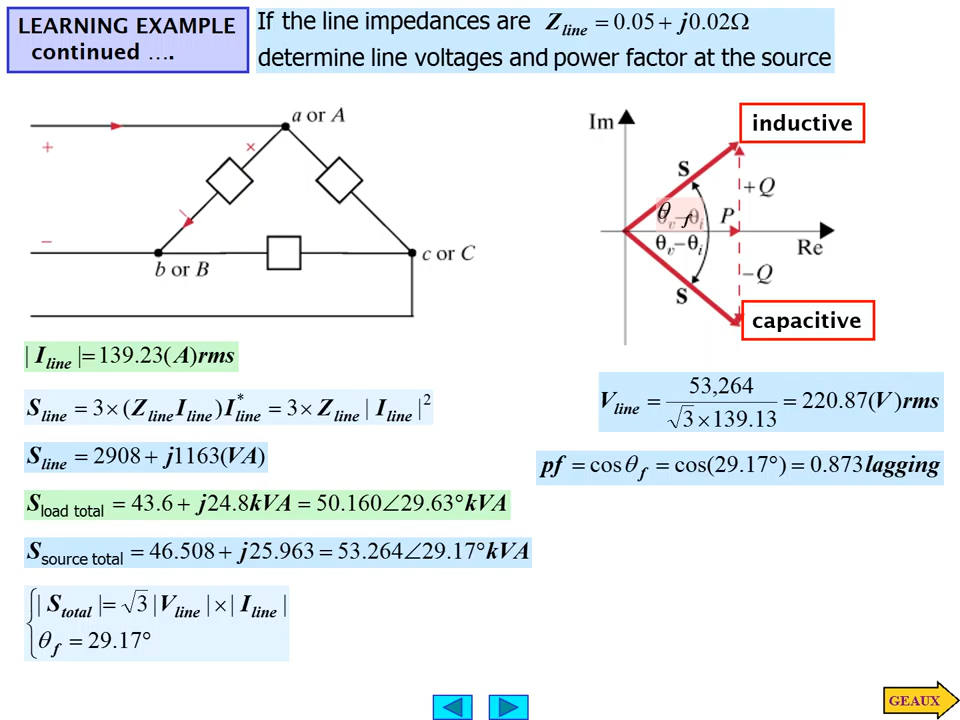 LEARNING EXAMPLE
continued ….
If the line impedances are Z_line = 0.05 + j0.02Ω
determine line voltages and power factor at the source
a or A
+
×
−
b or B
c or C
Im
inductive
S
+Q
θ_f
P
θ_v−θ_i
Re
−Q
S
capacitive
| I_line |= 139.23(A)rms
S_line = 3×(Z_line I_line)I*_line = 3× Z_line | I_line |²
S_line = 2908 + j1163(VA)
S_load total = 43.6 + j24.8kVA = 50.160∠29.63°kVA
S_source total = 46.508 + j25.963 = 53.264∠29.17°kVA
| S_total |= √3 |V_line |×| I_line |
θ_f = 29.17°
V_line = 53,264 / √3×139.13 = 220.87(V)rms
pf = cosθ_f = cos(29.17°) = 0.873lagging
GEAUX